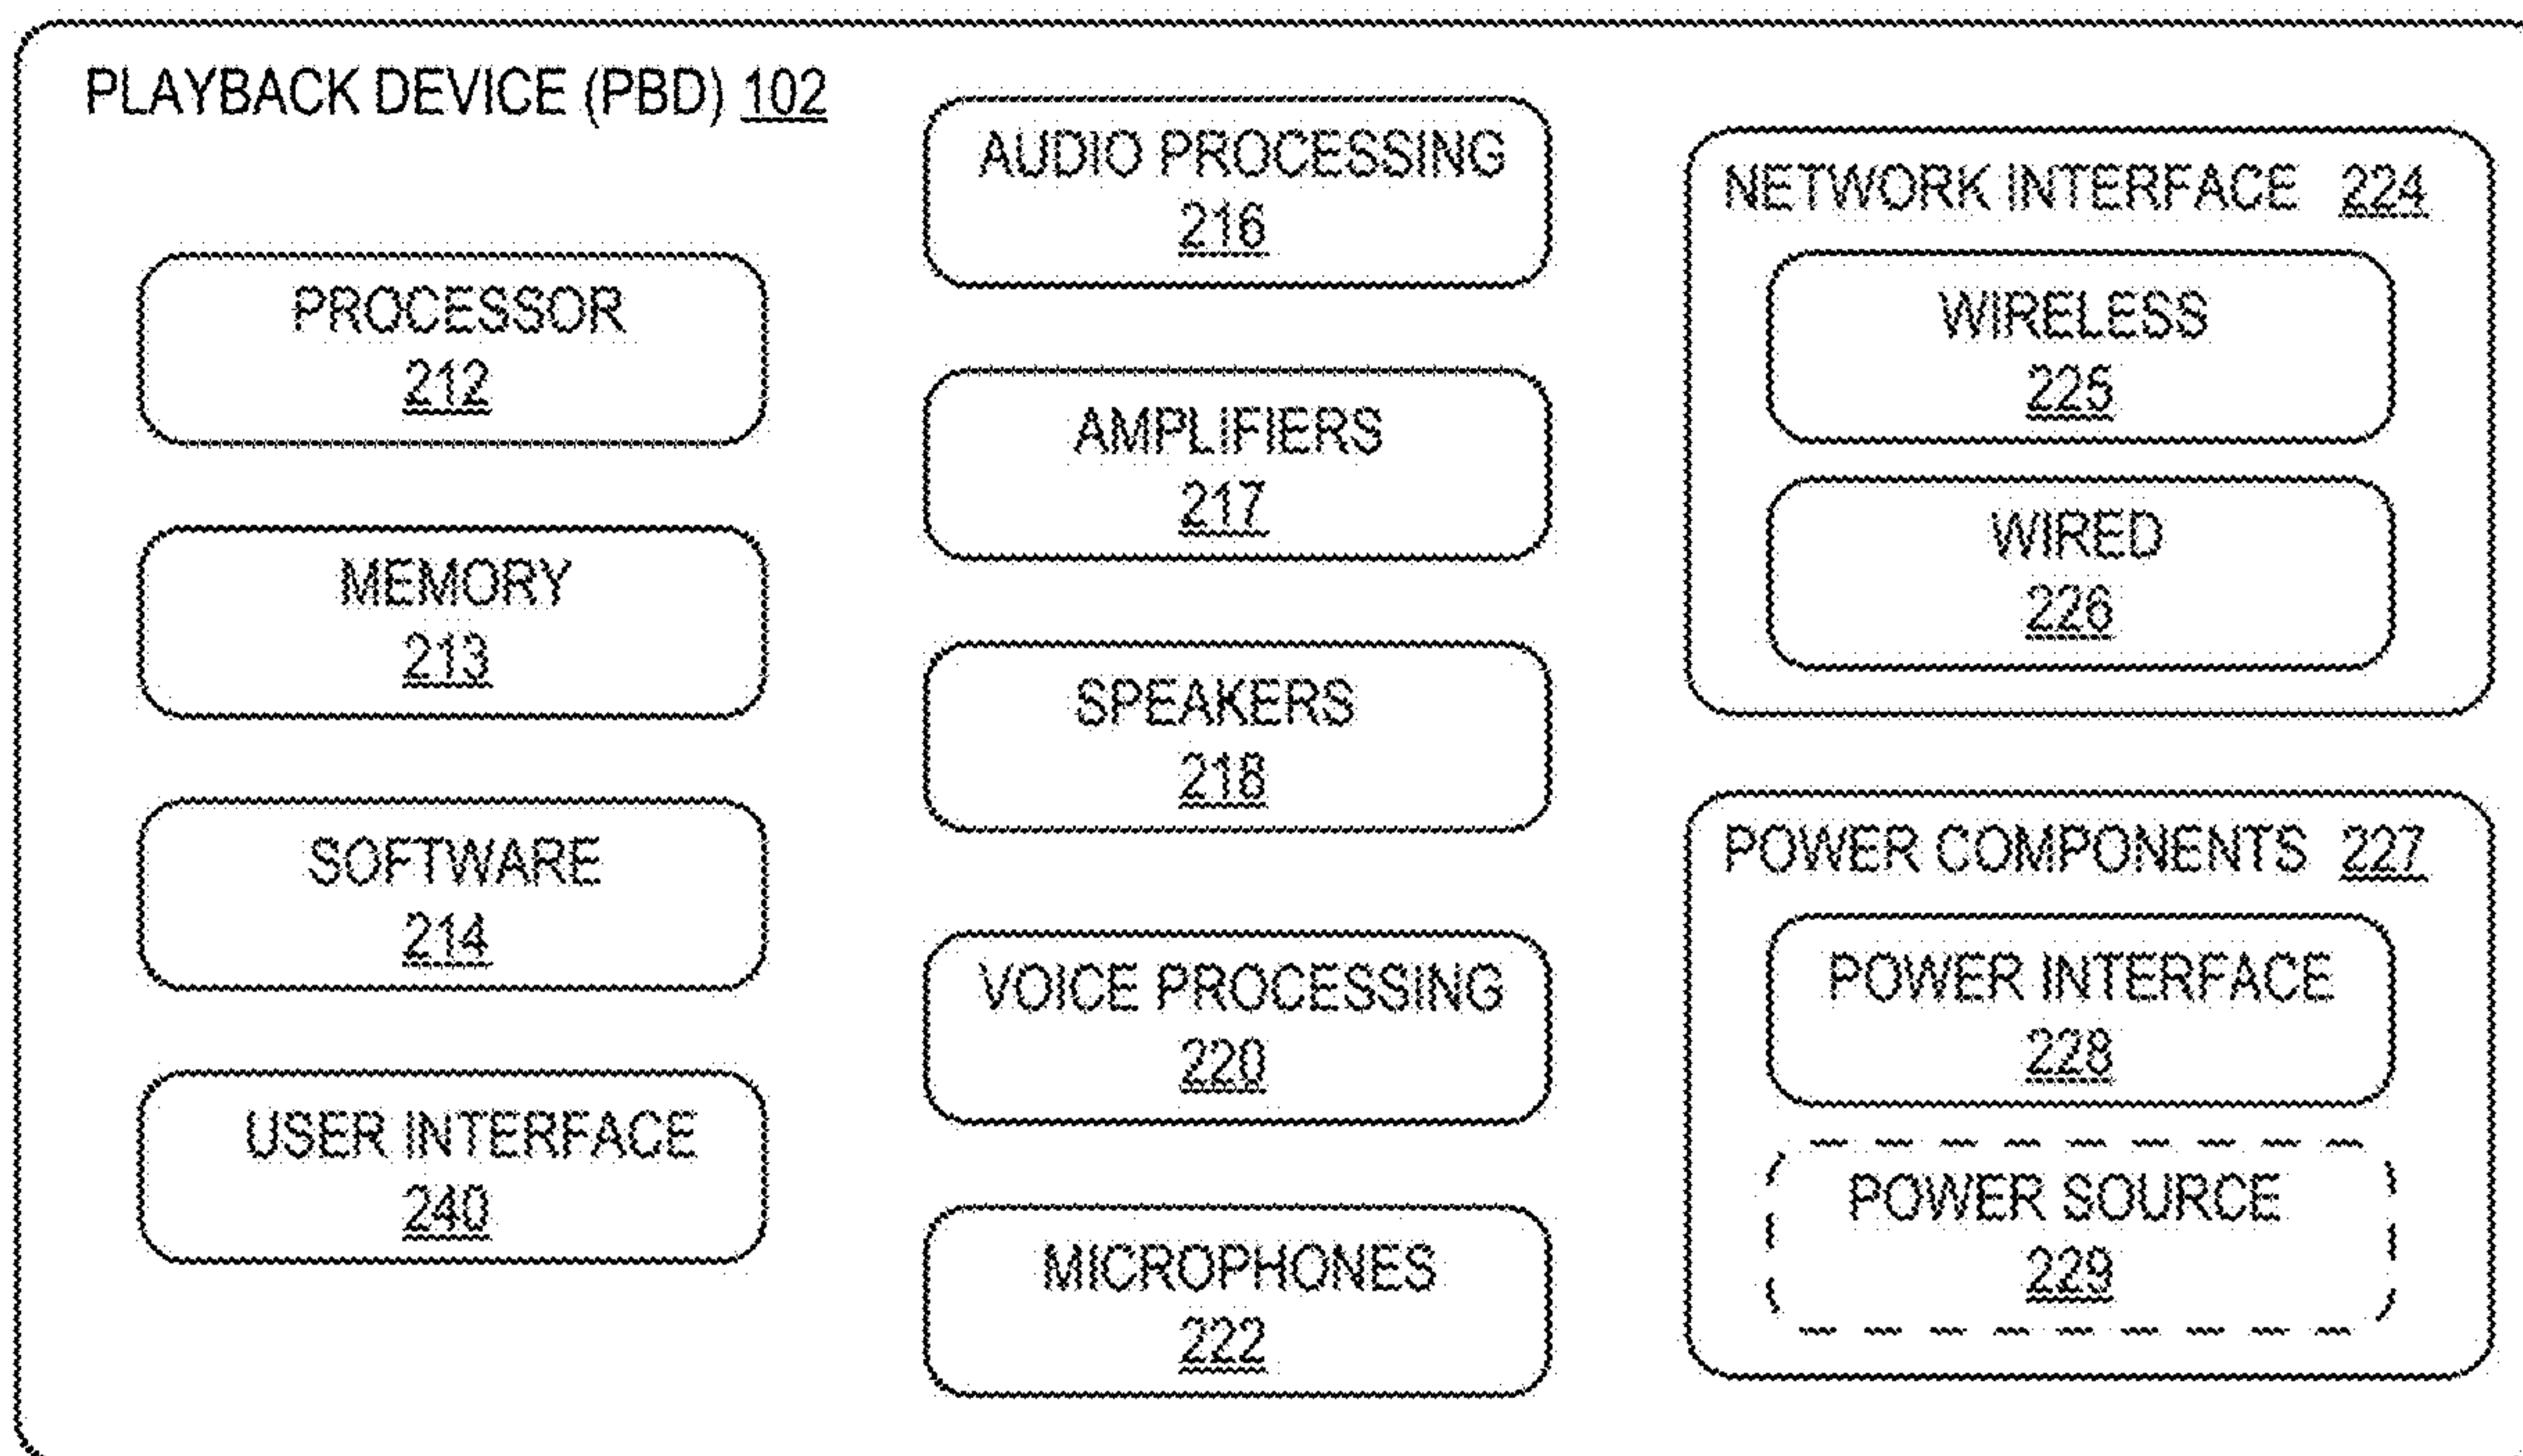 PLAYBACK DEVICE (PBD) 102
PROCESSOR
212
MEMORY
213
SOFTWARE
214
USER INTERFACE
240
AUDIO PROCESSING
216
AMPLIFIERS
217
SPEAKERS
218
VOICE PROCESSING
220
MICROPHONES
222
NETWORK INTERFACE 224
WIRELESS
225
WIRED
226
POWER COMPONENTS 227
POWER INTERFACE
228
POWER SOURCE
229